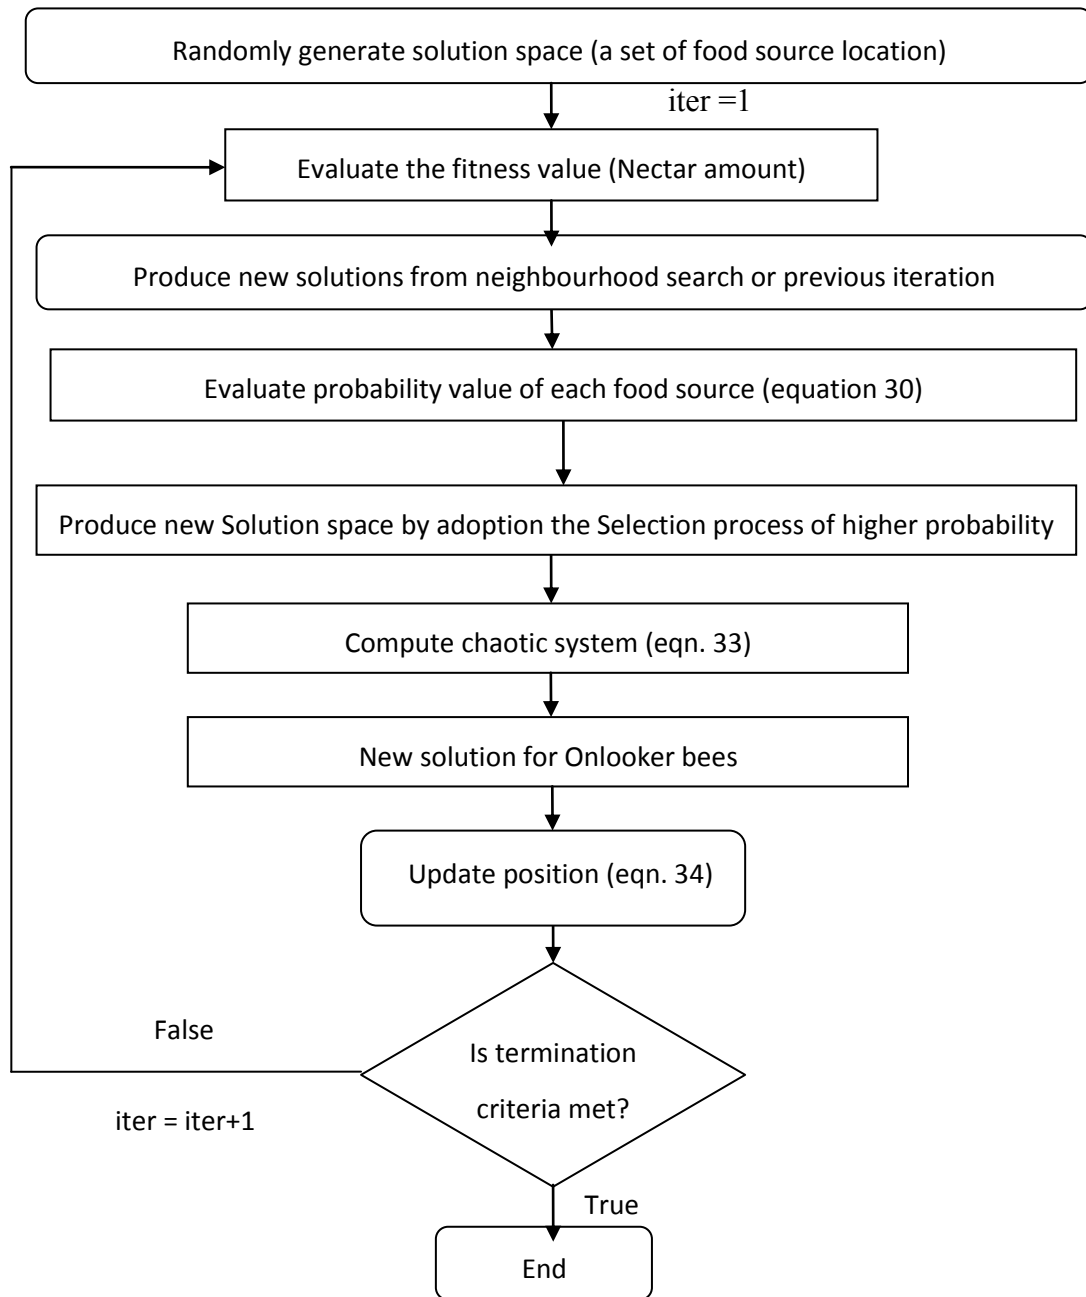 Randomly generate solution space (a set of food source location)
iter =1
Evaluate the fitness value (Nectar amount)
Produce new solutions from neighbourhood search or previous iteration
Evaluate probability value of each food source (equation 30)
Produce new Solution space by adoption the Selection process of higher probability
Compute chaotic system (eqn. 33)
New solution for Onlooker bees
Update position (eqn. 34)
False
Is termination
criteria met?
iter = iter+1
True
End